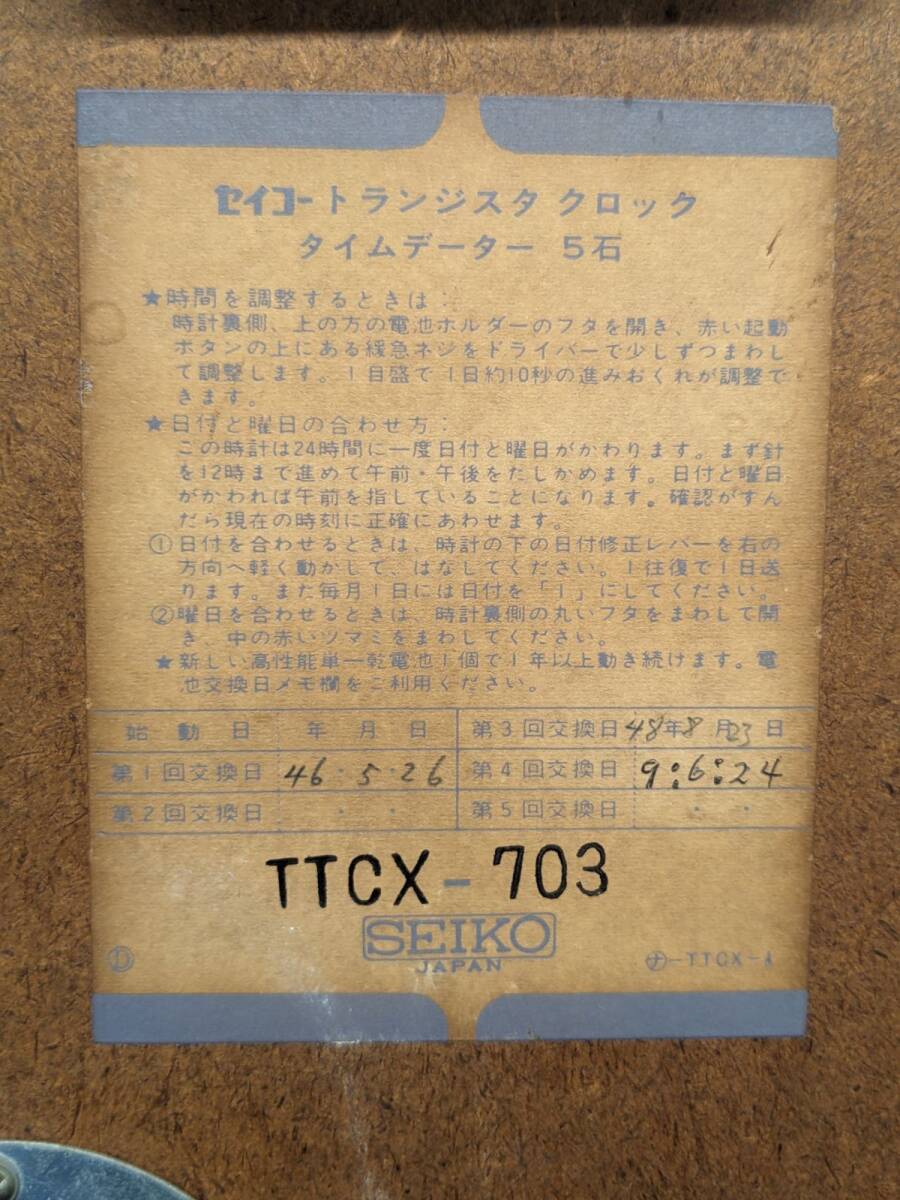 セイコートランジスタ クロック
タイムデーター 5石
★時間を調整するときは：
時計裏側、上の方の電池ホルダーのフタを開き、赤い起動
ボタンの上にある緩急ネジをドライバーで少しずつまわし
て調整します。1目盛で1日約10秒の進みおくれが調整で
きます。
★日付と曜日の合わせ方：
この時計は24時間に一度日付と曜日がかわります。まず針
を12時まで進めて午前・午後をたしかめます。日付と曜日
がかわれば午前を指していることになります。確認がすん
だら現在の時刻に正確にあわせます。
①日付を合わせるときは、時計の下の日付修正レバーを右の
方向へ軽く動かして、はなしてください。1往復で1日送
ります。また毎月1日には日付を「1」にしてください。
②曜日を合わせるときは、時計裏側の丸いフタをまわして開
き、中の赤いツマミをまわしてください。
★新しい高性能単一乾電池1個で1年以上動き続けます。電
池交換日メモ欄をご利用ください。
始動日 年 月 日 第3回交換日 48年8月23日
第1回交換日 46・5・26 第4回交換日 9:6:24
第2回交換日 ・ ・ 第5回交換日 ・ ・
TTCX-703
SEIKO
JAPAN
Ⓓ ㋤-TTCX-A